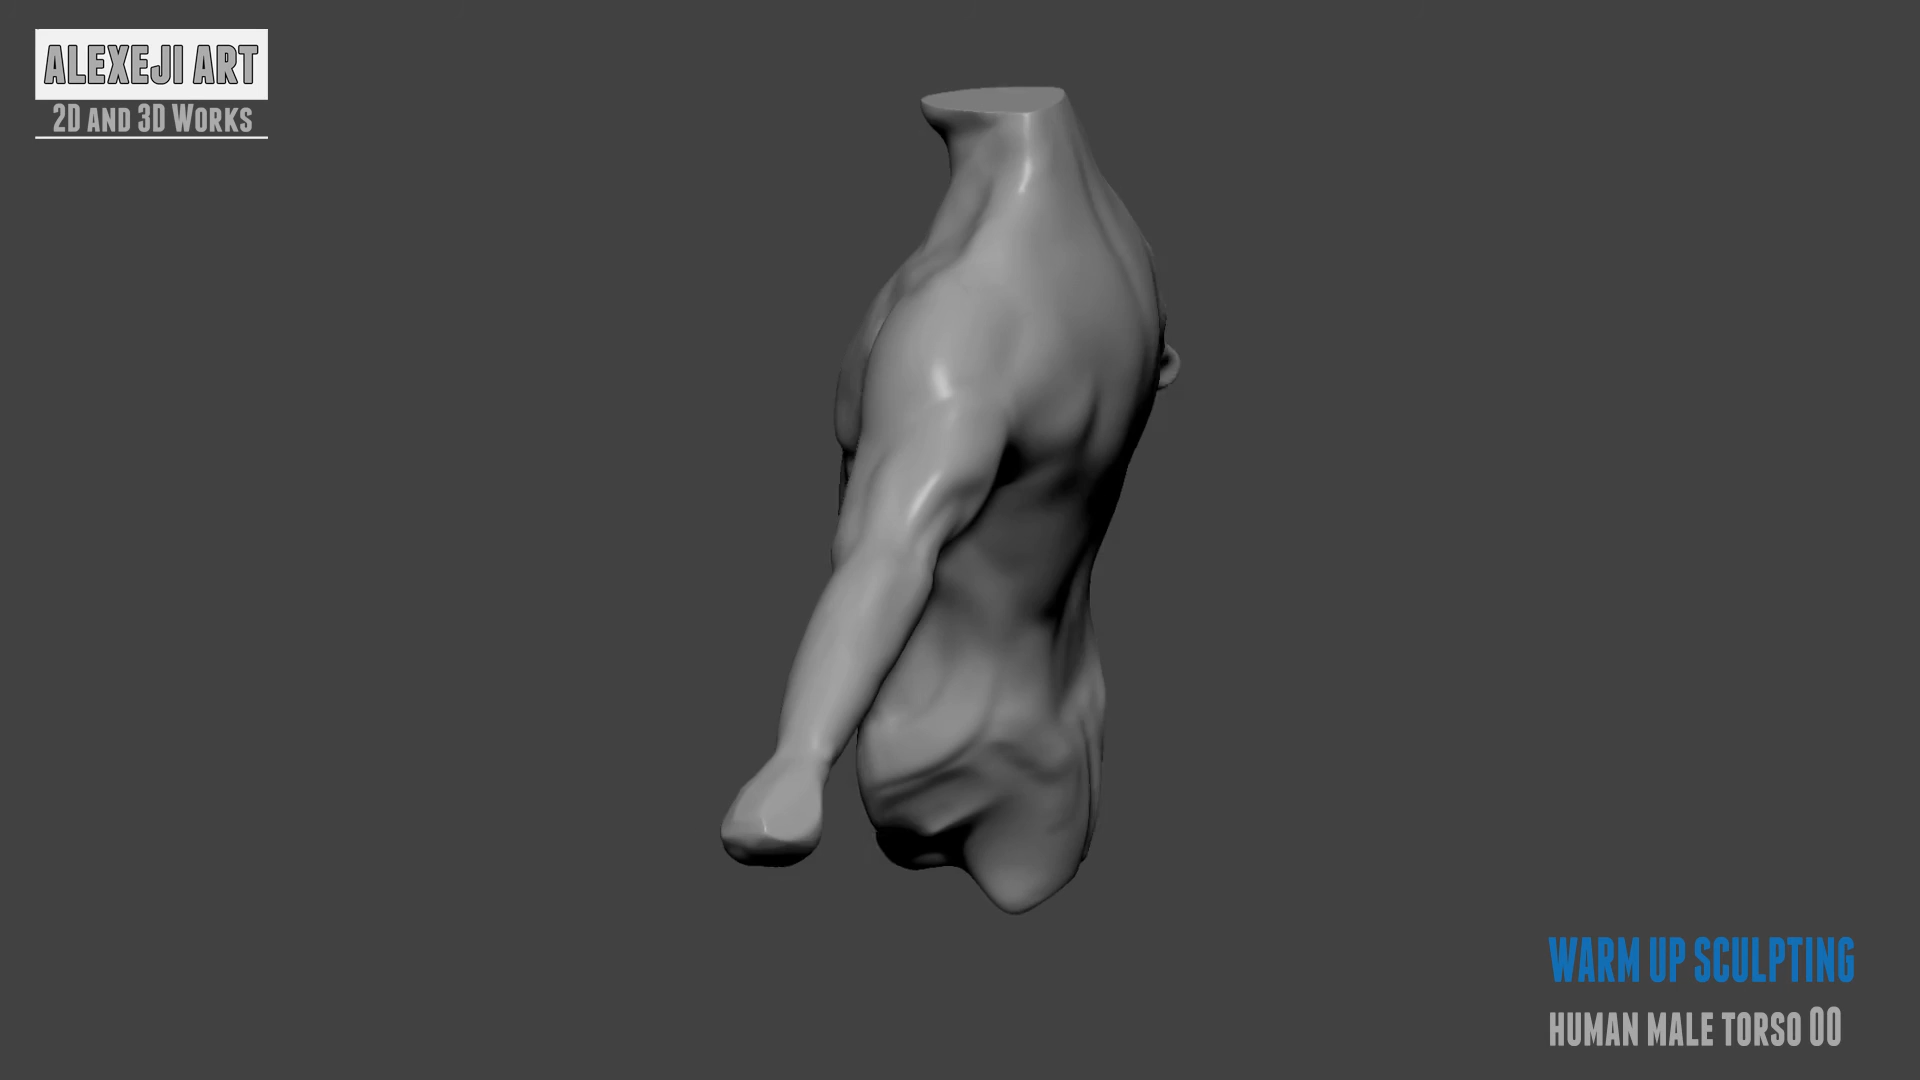 ALEXEJI ART
2D AND 3D WORKS
WARM UP SCULPTING
HUMAN MALE TORSO 00